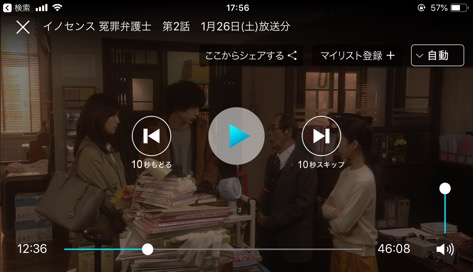 検索
17:56
57%
イノセンス 冤罪弁護士　第2話　1月26日(土)放送分
ここからシェアする
マイリスト登録 +
自動
10秒もどる
10秒スキップ
12:36
46:08